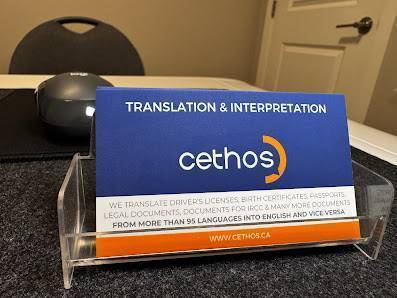 TRANSLATION & INTERPRETATION
cethos
WE TRANSLATE DRIVER'S LICENSES, BIRTH CERTIFICATES, PASSPORTS,
LEGAL DOCUMENTS, DOCUMENTS FOR IRCC & MANY MORE DOCUMENTS
FROM MORE THAN 95 LANGUAGES INTO ENGLISH AND VICE VERSA
WWW.CETHOS.CA